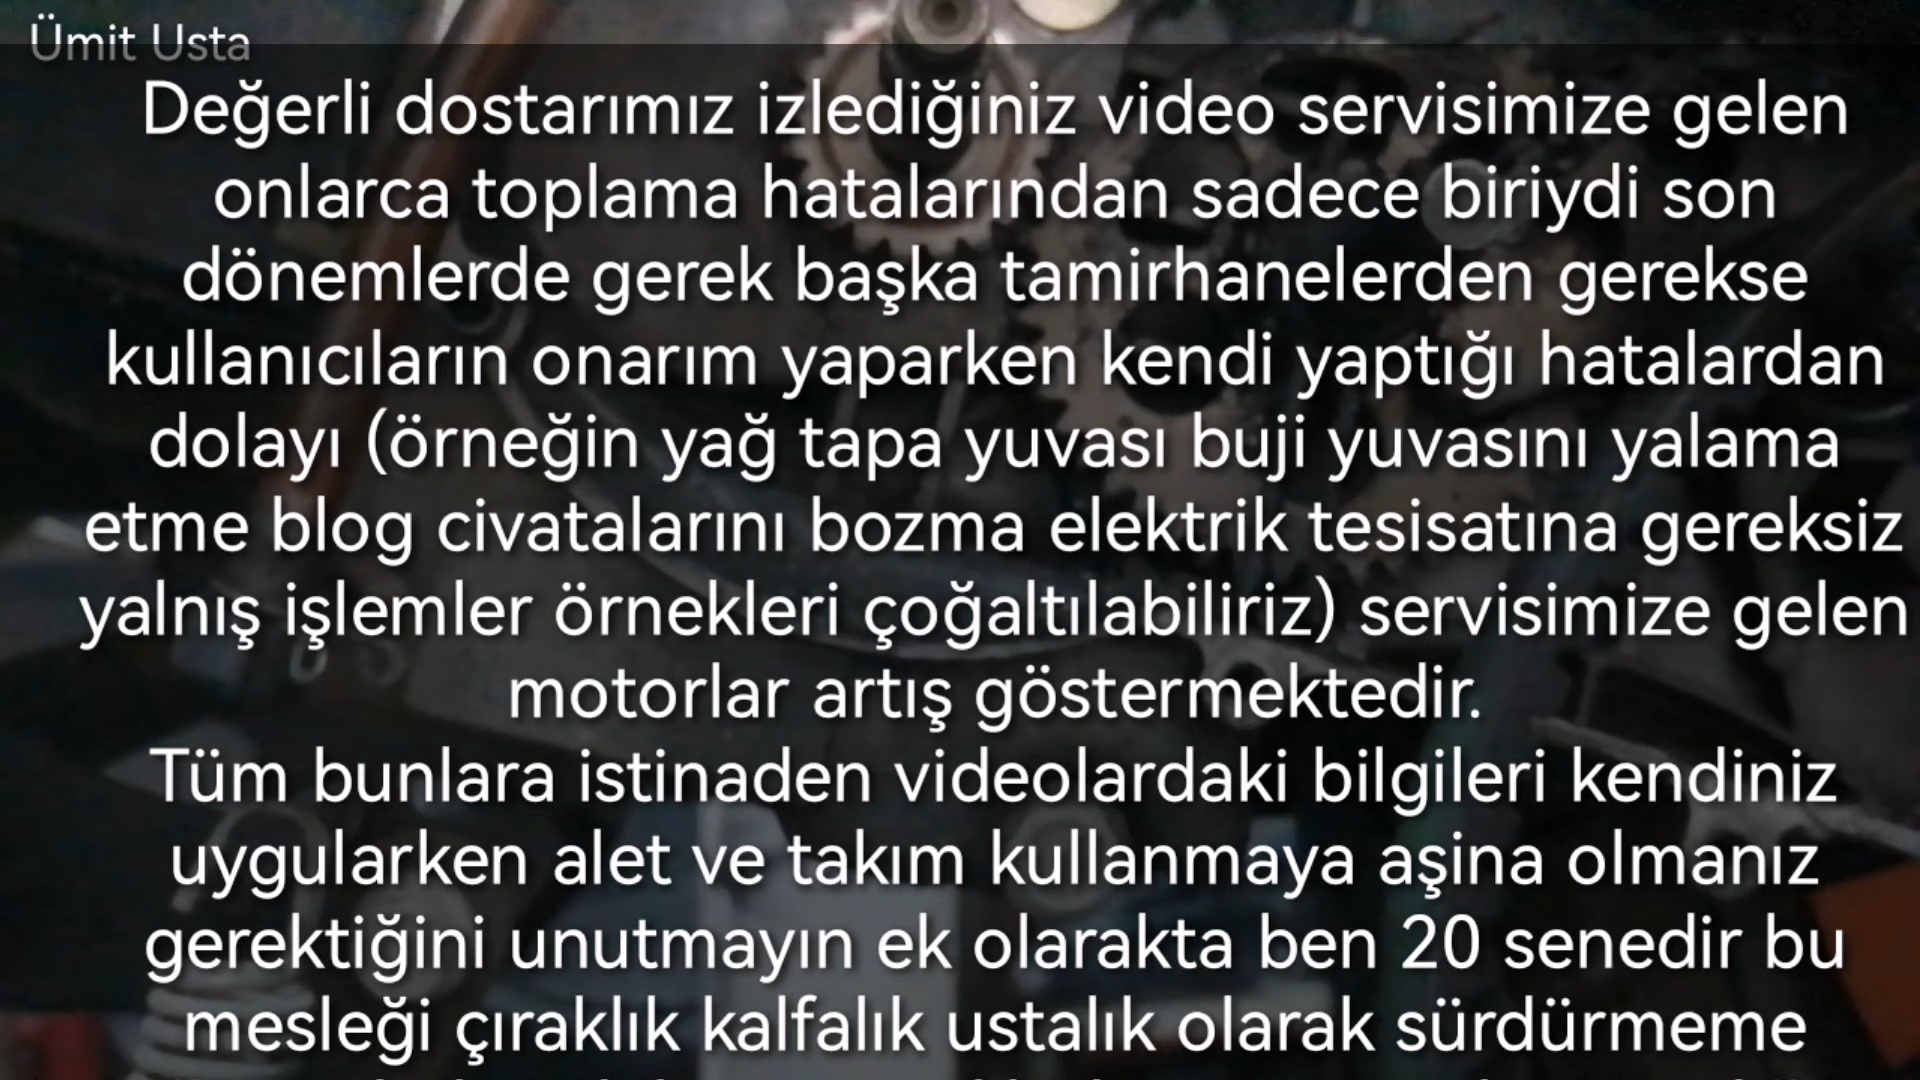 Ümit Usta
Değerli dostarımız izlediğiniz video servisimize gelen
onlarca toplama hatalarından sadece biriydi son
dönemlerde gerek başka tamirhanelerden gerekse
kullanıcıların onarım yaparken kendi yaptığı hatalardan
dolayı (örneğin yağ tapa yuvası buji yuvasını yalama
etme blog civatalarını bozma elektrik tesisatına gereksiz
yalnış işlemler örnekleri çoğaltılabiliriz) servisimize gelen
motorlar artış göstermektedir.
Tüm bunlara istinaden videolardaki bilgileri kendiniz
uygularken alet ve takım kullanmaya aşina olmanız
gerektiğini unutmayın ek olarakta ben 20 senedir bu
mesleği çıraklık kalfalık ustalık olarak sürdürmeme